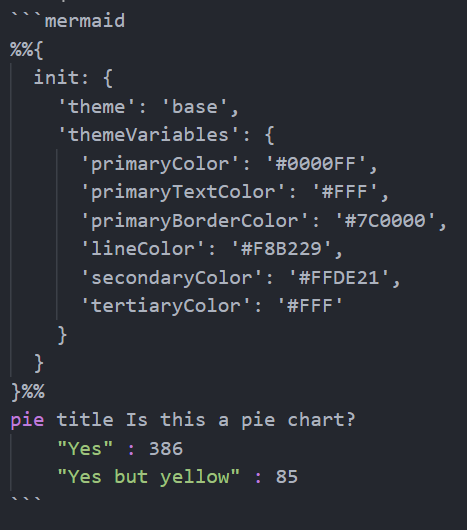 ```mermaid
%%{
  init: {
    'theme': 'base',
    'themeVariables': {
      'primaryColor': '#0000FF',
      'primaryTextColor': '#FFF',
      'primaryBorderColor': '#7C0000',
      'lineColor': '#F8B229',
      'secondaryColor': '#FFDE21',
      'tertiaryColor': '#FFF'
    }
  }
}%%
pie title Is this a pie chart?
    "Yes" : 386
    "Yes but yellow" : 85
```